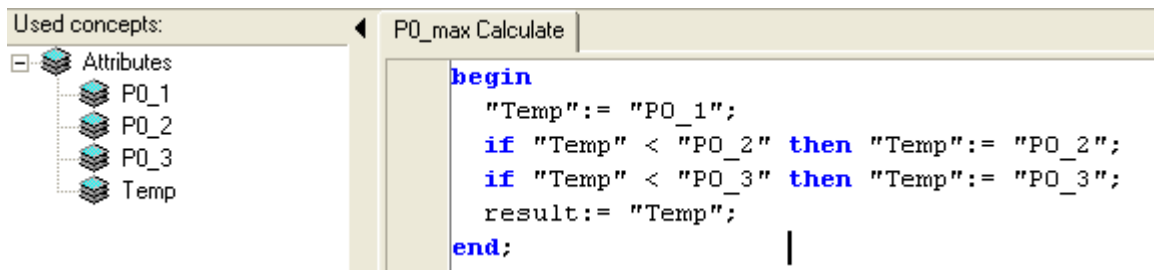 Used concepts:
Attributes
P0_1
P0_2
P0_3
Temp
P0_max Calculate
begin
"Temp":= "P0_1";
if "Temp" < "P0_2" then "Temp":= "P0_2";
if "Temp" < "P0_3" then "Temp":= "P0_3";
result:= "Temp";
end;